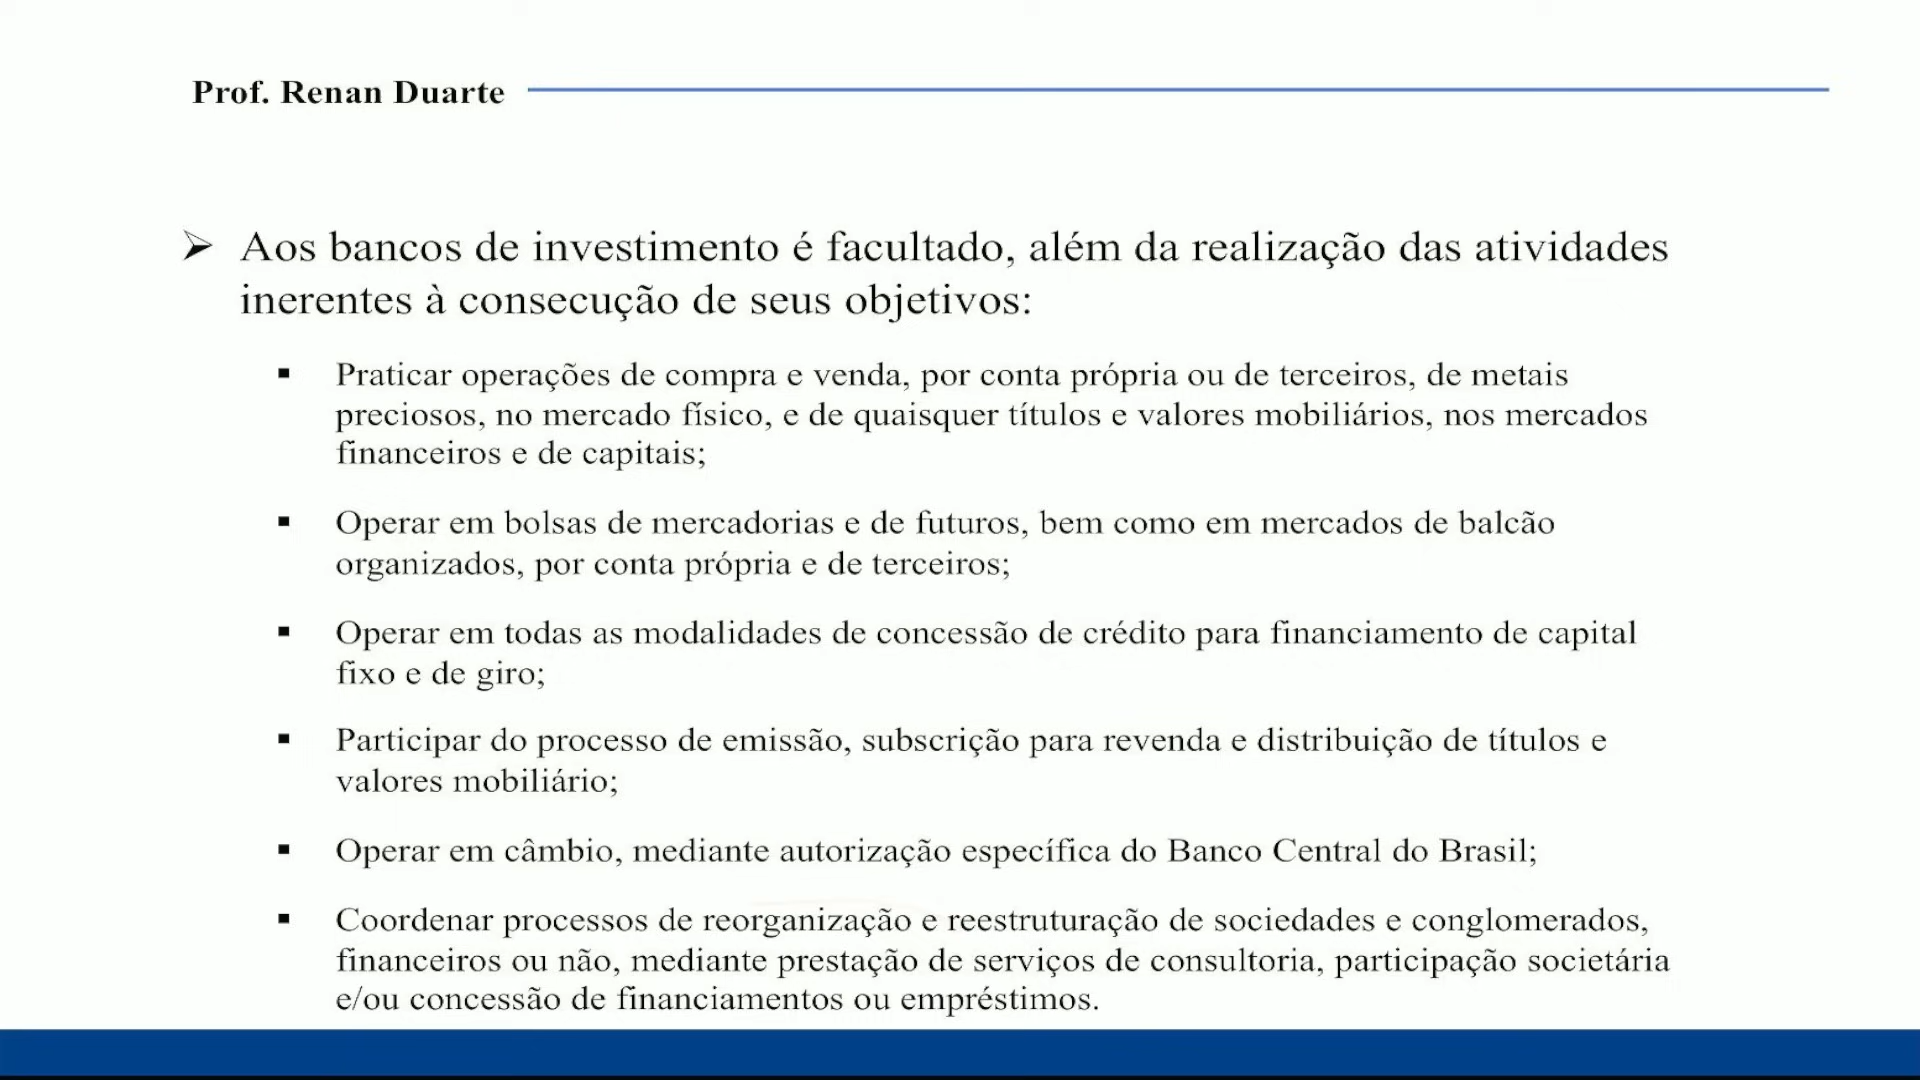 Prof. Renan Duarte
➢ Aos bancos de investimento é facultado, além da realização das atividades
inerentes à consecução de seus objetivos:
▪ Praticar operações de compra e venda, por conta própria ou de terceiros, de metais
preciosos, no mercado físico, e de quaisquer títulos e valores mobiliários, nos mercados
financeiros e de capitais;
▪ Operar em bolsas de mercadorias e de futuros, bem como em mercados de balcão
organizados, por conta própria e de terceiros;
▪ Operar em todas as modalidades de concessão de crédito para financiamento de capital
fixo e de giro;
▪ Participar do processo de emissão, subscrição para revenda e distribuição de títulos e
valores mobiliário;
▪ Operar em câmbio, mediante autorização específica do Banco Central do Brasil;
▪ Coordenar processos de reorganização e reestruturação de sociedades e conglomerados,
financeiros ou não, mediante prestação de serviços de consultoria, participação societária
e/ou concessão de financiamentos ou empréstimos.